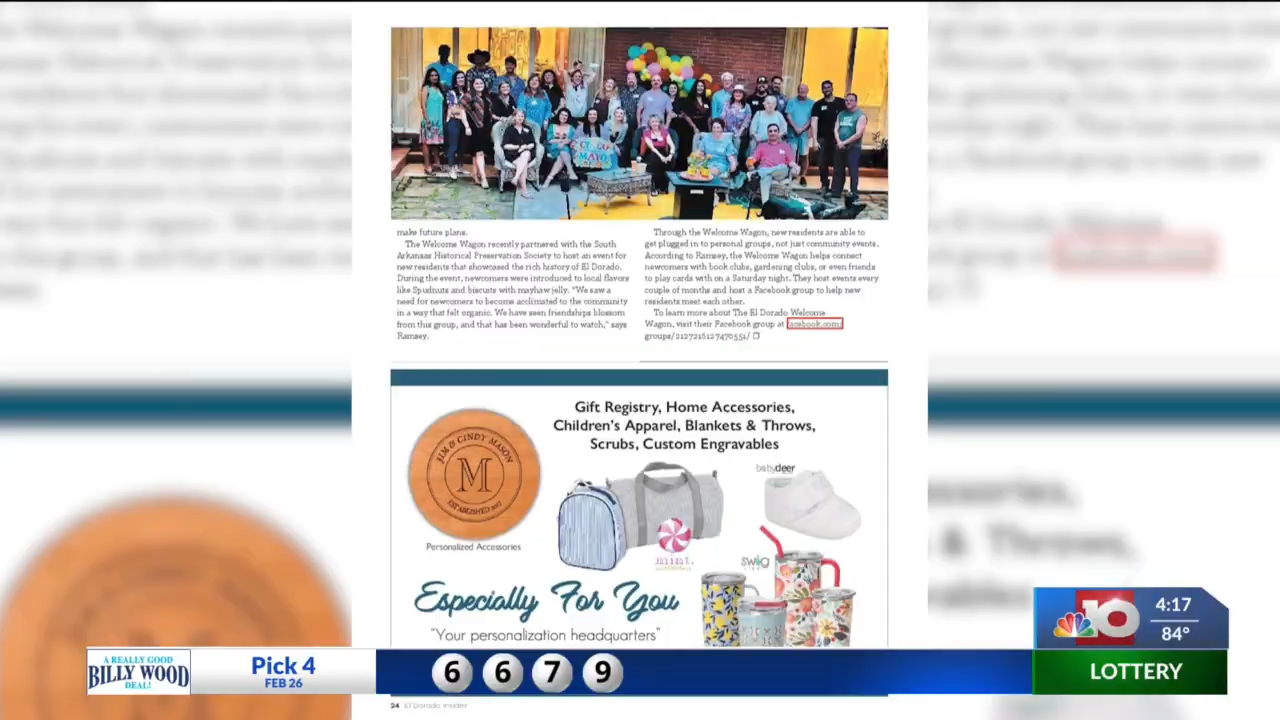 make future plans.
The Welcome Wagon recently partnered with the South
Arkansas Historical Preservation Society to host an event for
new residents that showcased the rich history of El Dorado.
During the event, newcomers were introduced to local flavors
like Spudnuts and biscuits with mayhaw jelly. "We saw a
need for newcomers to become acclimated to the community
in a way that felt organic. We have seen friendships blossom
from this group, and that has been wonderful to watch," says
Ramsey.
Through the Welcome Wagon, new residents are able to
get plugged in to personal groups, not just community events.
According to Ramsey, the Welcome Wagon helps connect
newcomers with book clubs, gardening clubs, or even friends
to play cards with on a Saturday night. They host events every
couple of months and host a Facebook group to help new
residents meet each other.
To learn more about The El Dorado Welcome
Wagon, visit their Facebook group at facebook.com/
groups/2127216127470551/
Gift Registry, Home Accessories,
Children's Apparel, Blankets & Throws,
Scrubs, Custom Engravables
JIM & CINDY MASON
M
ESTABLISHED
Personalized Accessories
babydeer
mint.
swig
Especially For You
"Your personalization headquarters"
24 El Dorado Insider
10
4:17
84°
LOTTERY
A REALLY GOOD
BILLY WOOD
DEAL!
Pick 4
FEB 26
6 6 7 9